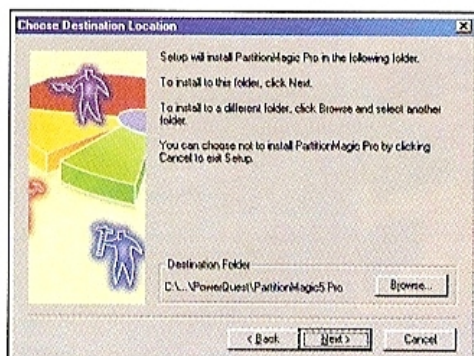 Choose Destination Location
Setup will install PartitionMagic Pro in the following folder.
To install to this folder, click Next.
To install to a different folder, click Browse and select another
folder.
You can choose not to install PartitionMagic Pro by clicking
Cancel to exit Setup.
Destination Folder
C:\...\PowerQuest\PartitionMagic5 Pro
Browse...
< Back
Next >
Cancel